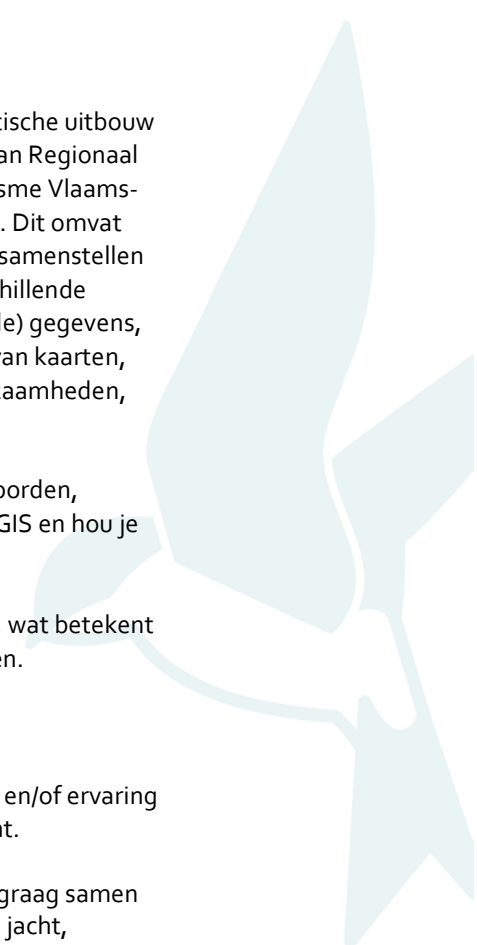 tische uitbouw
an Regionaal
sme Vlaams-
. Dit omvat
samenstellen
hillende
le) gegevens,
van kaarten,
zaamheden,
oorden,
GIS en hou je
wat betekent
en.
en/of ervaring
nt.
graag samen
jacht,